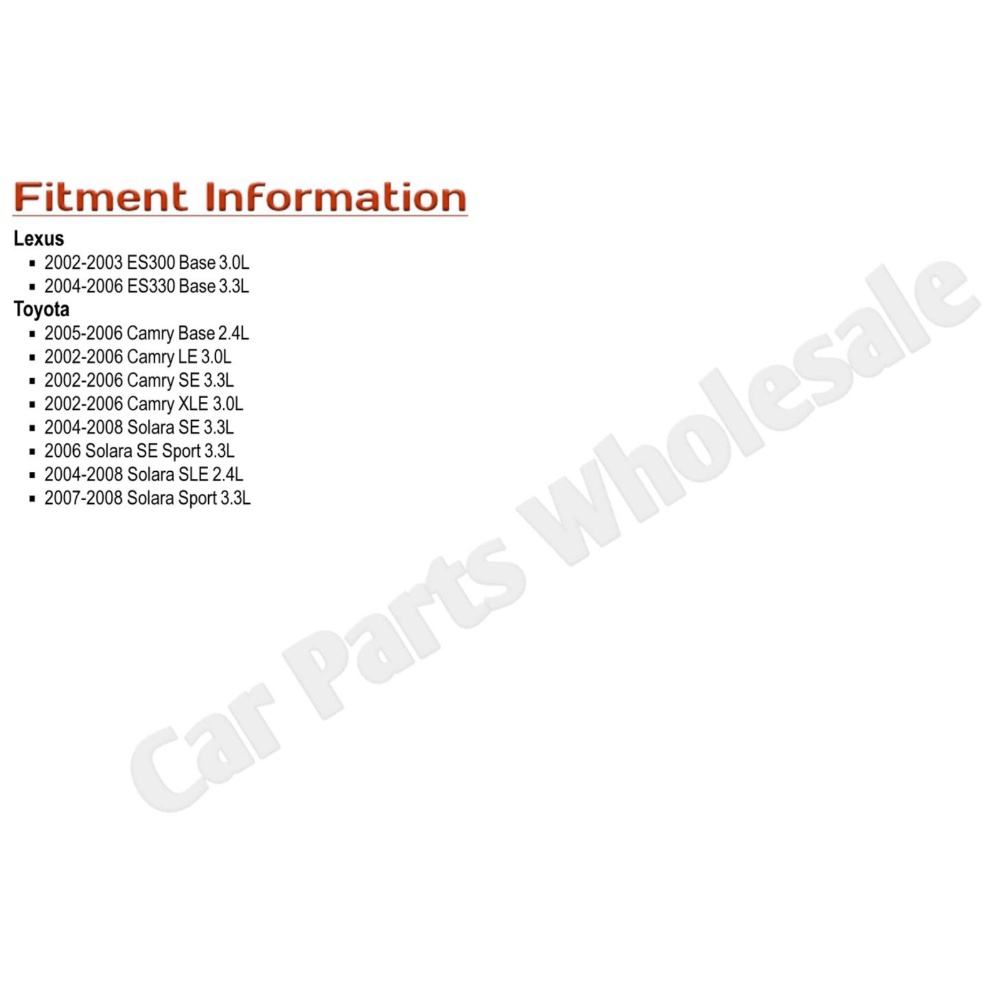 Fitment Information
Lexus
▪ 2002-2003 ES300 Base 3.0L
▪ 2004-2006 ES330 Base 3.3L
Toyota
▪ 2005-2006 Camry Base 2.4L
▪ 2002-2006 Camry LE 3.0L
▪ 2002-2006 Camry SE 3.3L
▪ 2002-2006 Camry XLE 3.0L
▪ 2004-2008 Solara SE 3.3L
▪ 2006 Solara SE Sport 3.3L
▪ 2004-2008 Solara SLE 2.4L
▪ 2007-2008 Solara Sport 3.3L
Car Parts Wholesale